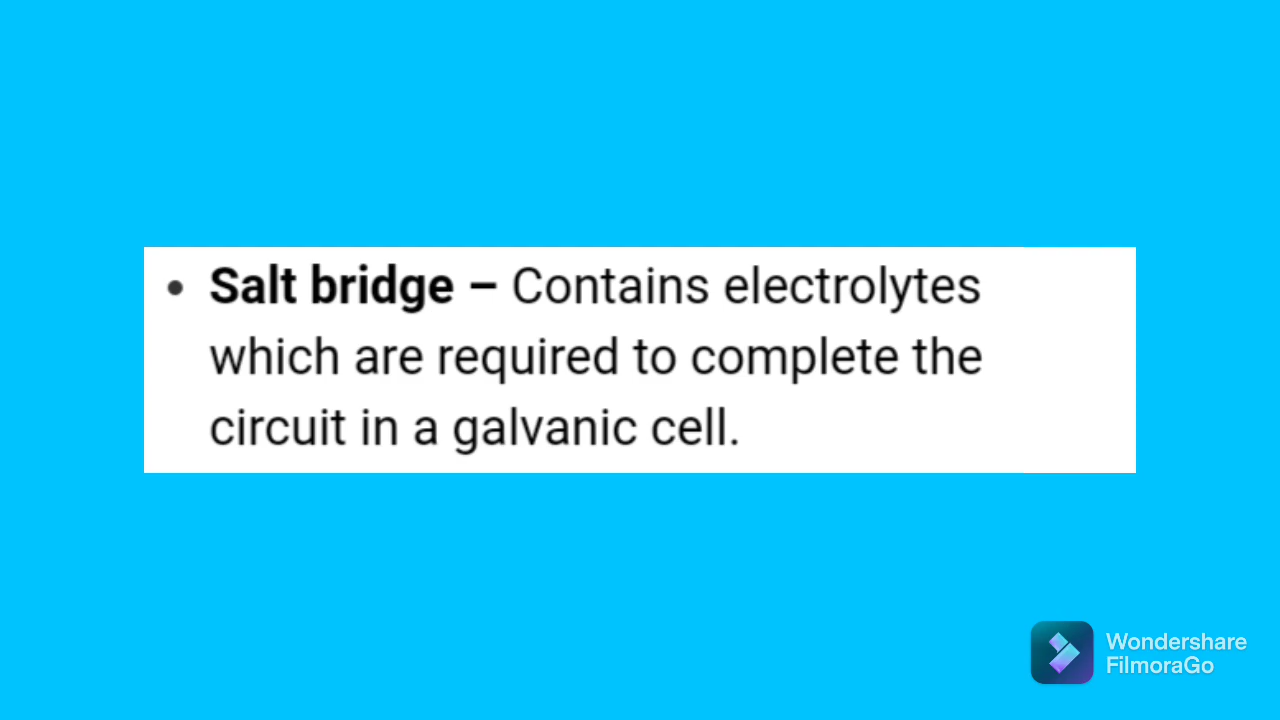 • Salt bridge – Contains electrolytes
which are required to complete the
circuit in a galvanic cell.
Wondershare
FilmoraGo